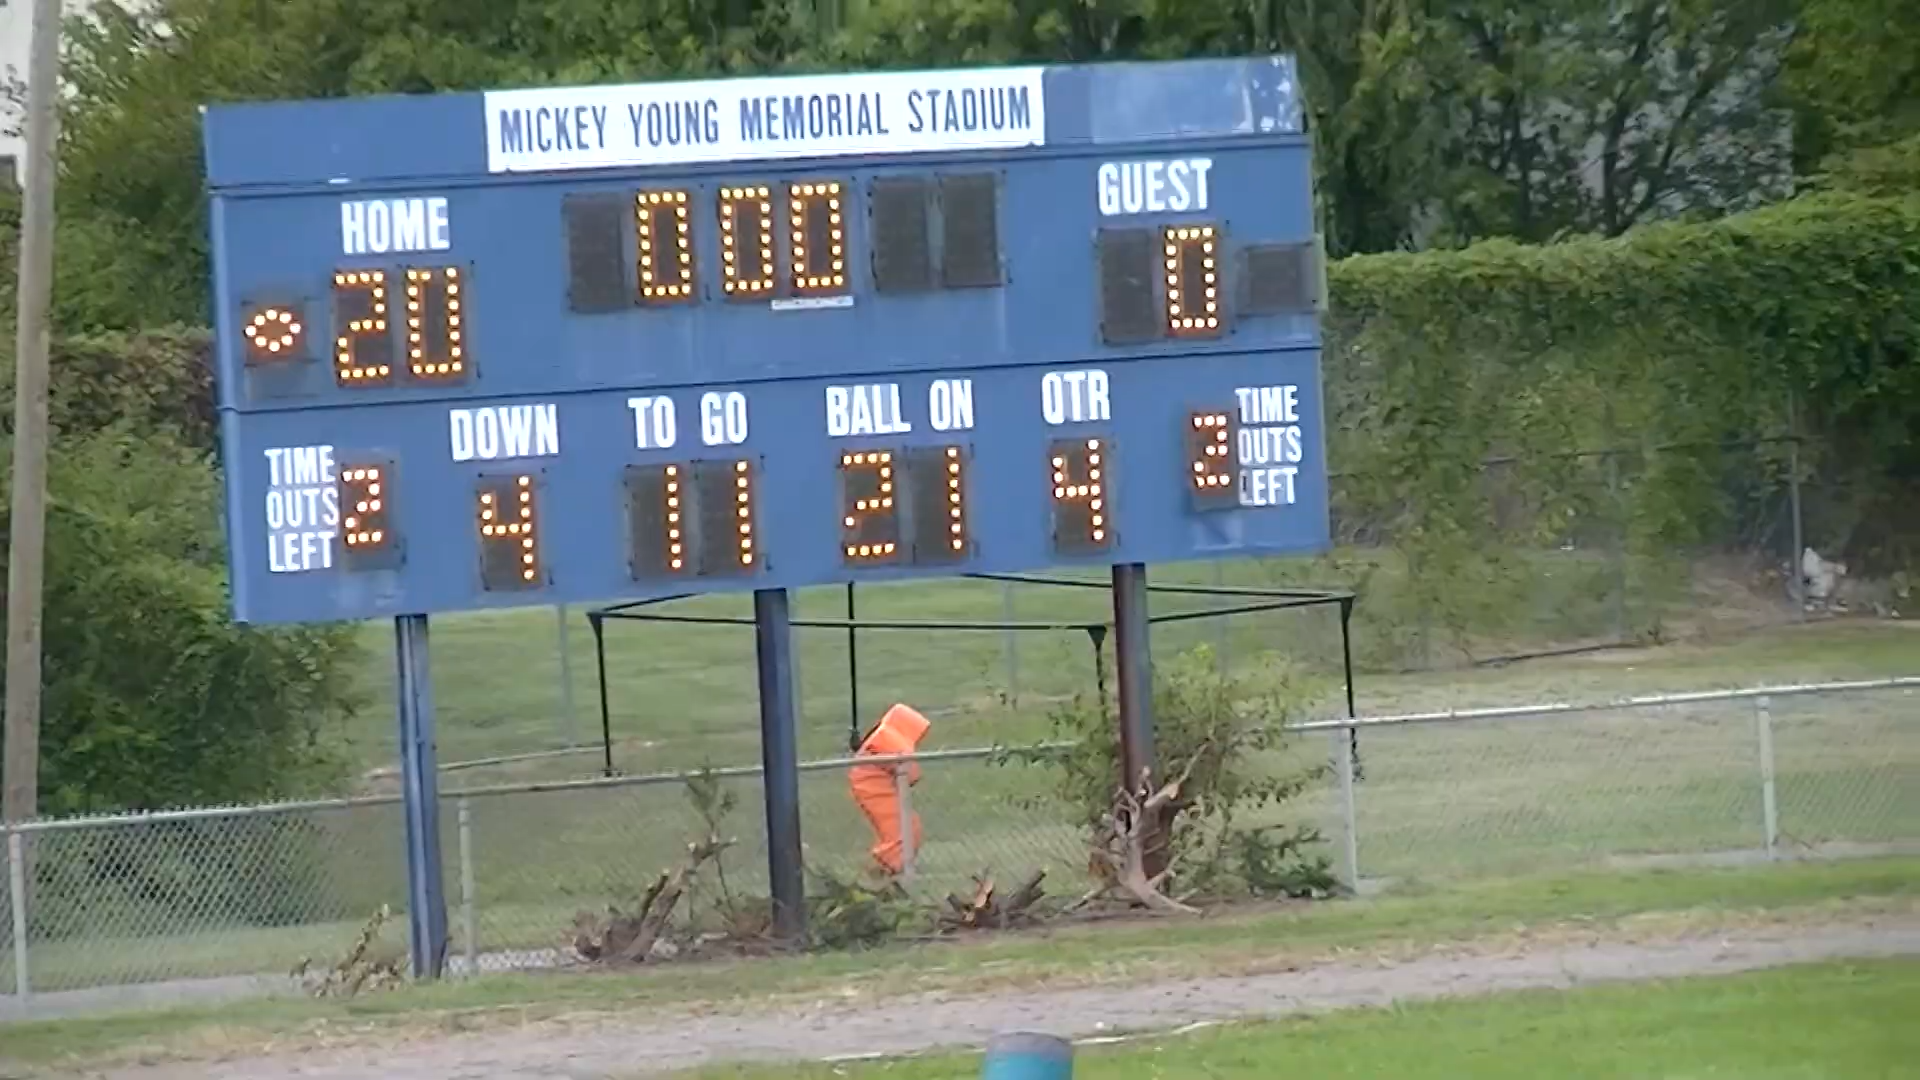 MICKEY YOUNG MEMORIAL STADIUM
HOME
000
GUEST
20
0
DOWN
TO GO
BALL ON
QTR
TIME OUTS LEFT
2
4
11
21
4
2
TIME OUTS LEFT